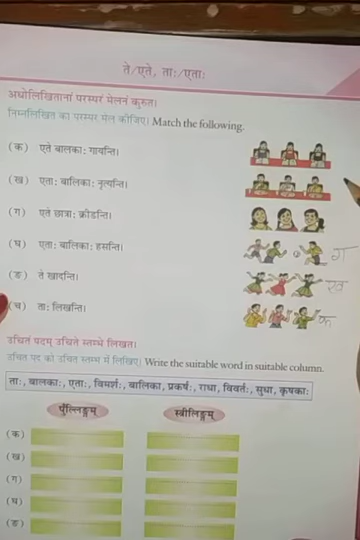 ते/एते, ताः/एताः
अधोलिखितानां परस्परं मेलनं कुरुत।
निम्नलिखित का परस्पर मेल कीजिए। Match the following.
(क) एते बालकाः गायन्ति।
(ख) एताः बालिकाः नृत्यन्ति।
(ग) एते छात्राः क्रीडन्ति।
(घ) एताः बालिकाः हसन्ति।
ग
(ङ) ते खादन्ति।
ख
(च) ताः लिखन्ति।
क
उचितं पदम् उचिते स्तम्भे लिखत।
उचित पद को उचित स्तम्भ में लिखिए। Write the suitable word in suitable column.
ताः, बालकाः, एताः, विमर्शः, बालिका, प्रकर्षः, राधा, विवर्तः, सुधा, कृषकाः
पुँल्लिङ्गम् स्त्रीलिङ्गम्
(क)
(ख)
(ग)
(घ)
(ङ)